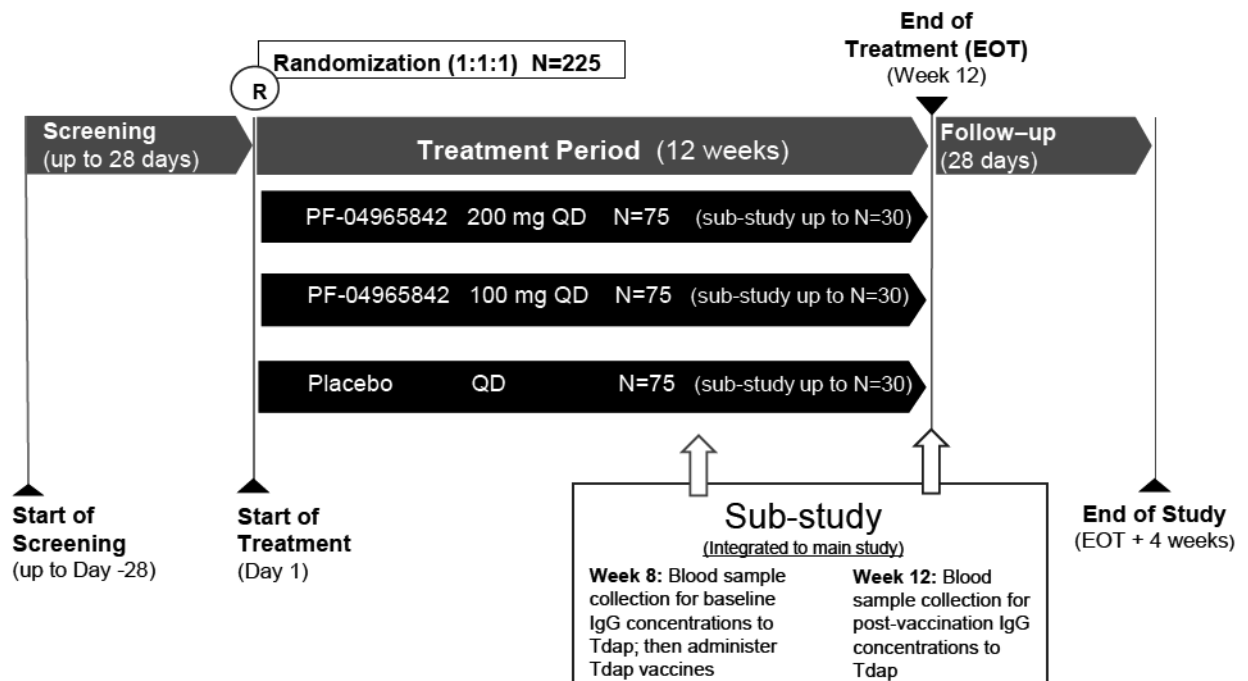 End of
Treatment (EOT)
(Week 12)
Randomization (1:1:1) N=225
R
Screening
(up to 28 days)
Treatment Period (12 weeks)
Follow–up
(28 days)
PF-04965842 200 mg QD N=75 (sub-study up to N=30)
PF-04965842 100 mg QD N=75 (sub-study up to N=30)
Placebo QD N=75 (sub-study up to N=30)
Start of
Screening
(up to Day -28)
Start of
Treatment
(Day 1)
Sub-study
(Integrated to main study)
Week 8: Blood sample
collection for baseline
IgG concentrations to
Tdap; then administer
Tdap vaccines
Week 12: Blood
sample collection for
post-vaccination IgG
concentrations to
Tdap
End of Study
(EOT + 4 weeks)